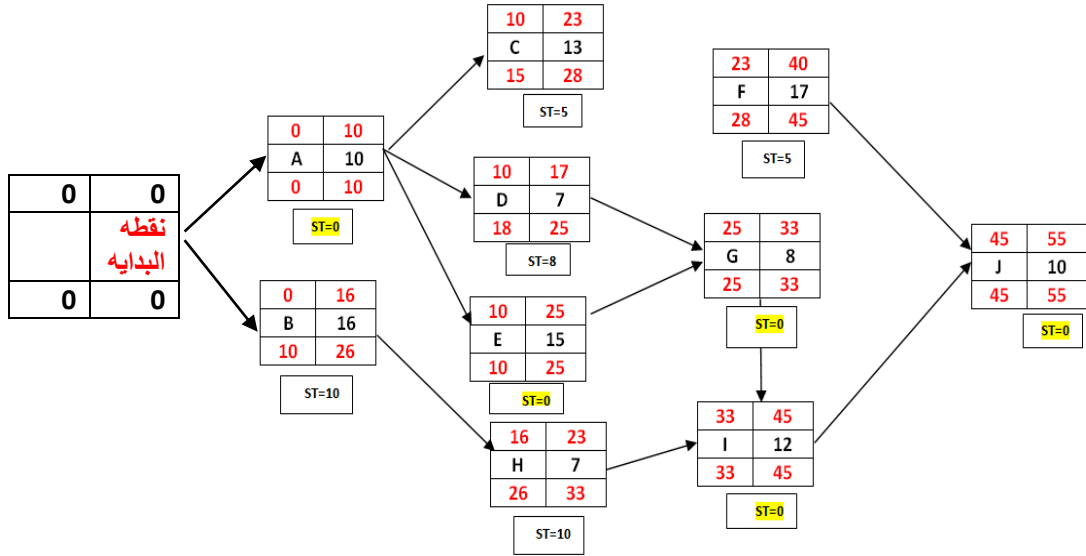 0 0
نقطه
البدايه
0 0
0 10
A 10
0 10
ST=0
0 16
B 16
10 26
ST=10
10 23
C 13
15 28
ST=5
10 17
D 7
18 25
ST=8
10 25
E 15
10 25
ST=0
16 23
H 7
26 33
ST=10
23 40
F 17
28 45
ST=5
25 33
G 8
25 33
ST=0
33 45
I 12
33 45
ST=0
45 55
J 10
45 55
ST=0